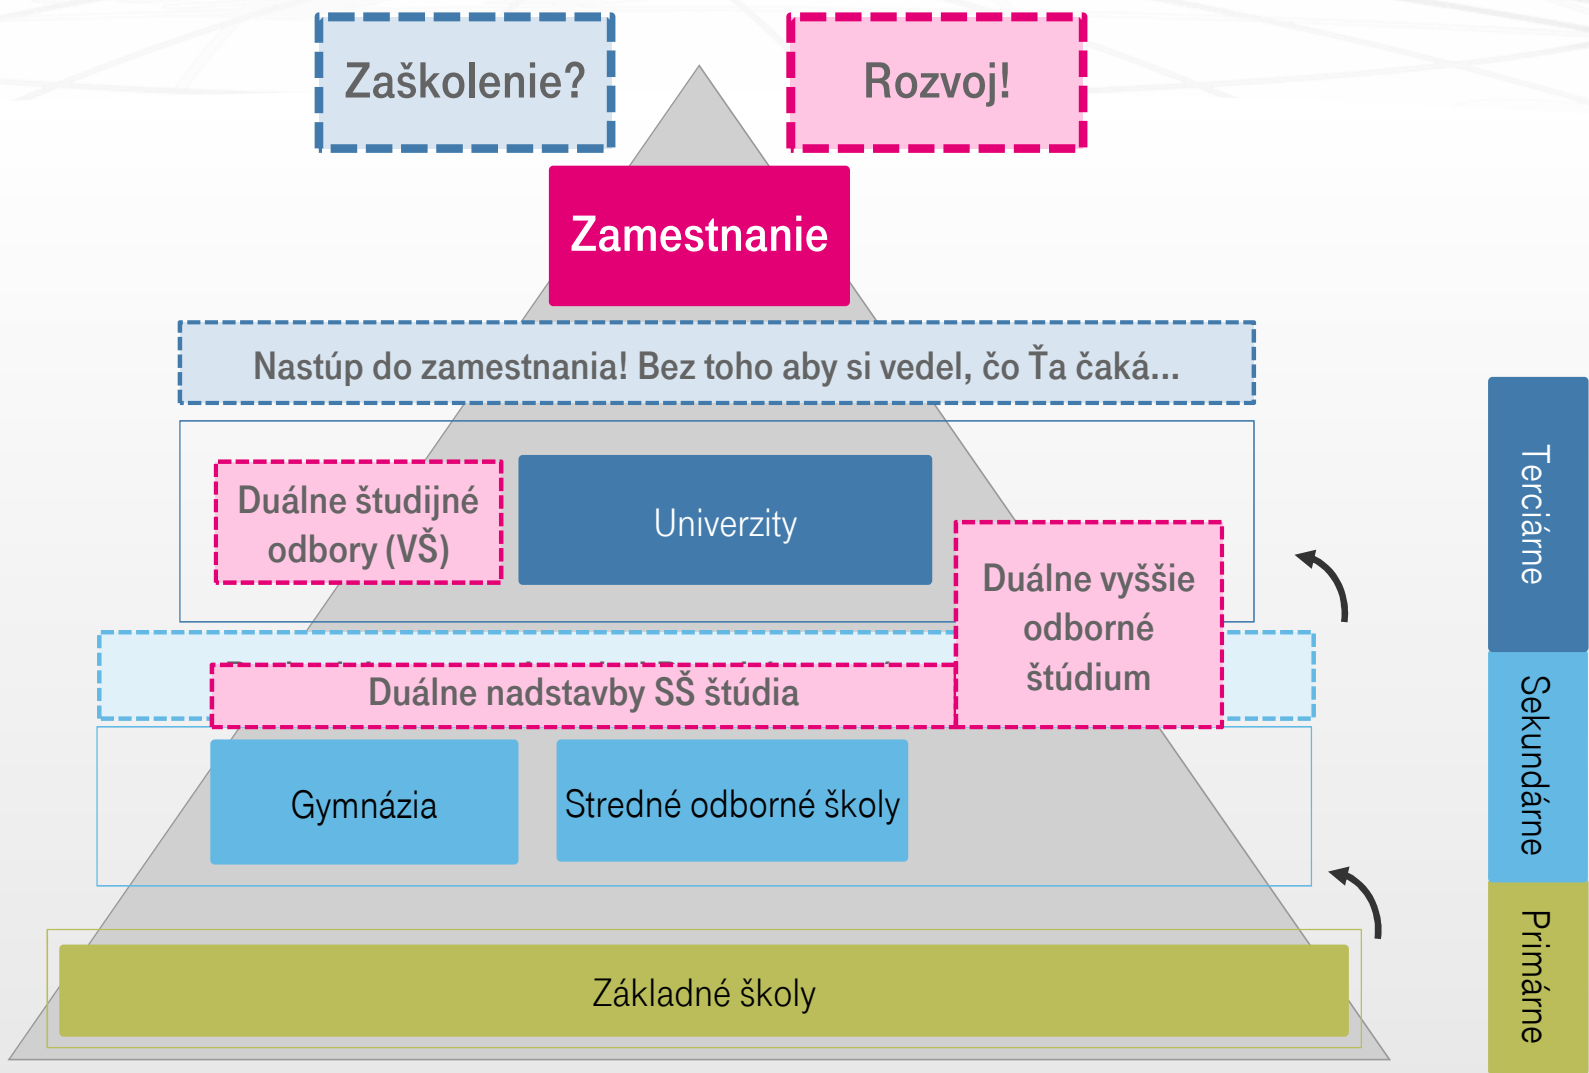 Zaškolenie?
Rozvoj!
Zamestnanie
Nastúp do zamestnania! Bez toho aby si vedel, čo Ťa čaká...
Duálne študijné
odbory (VŠ)
Univerzity
Duálne vyššie
odborné
štúdium
Duálne nadstavby SŠ štúdia
Gymnázia
Stredné odborné školy
Základné školy
Terciárne
Sekundárne
Primárne